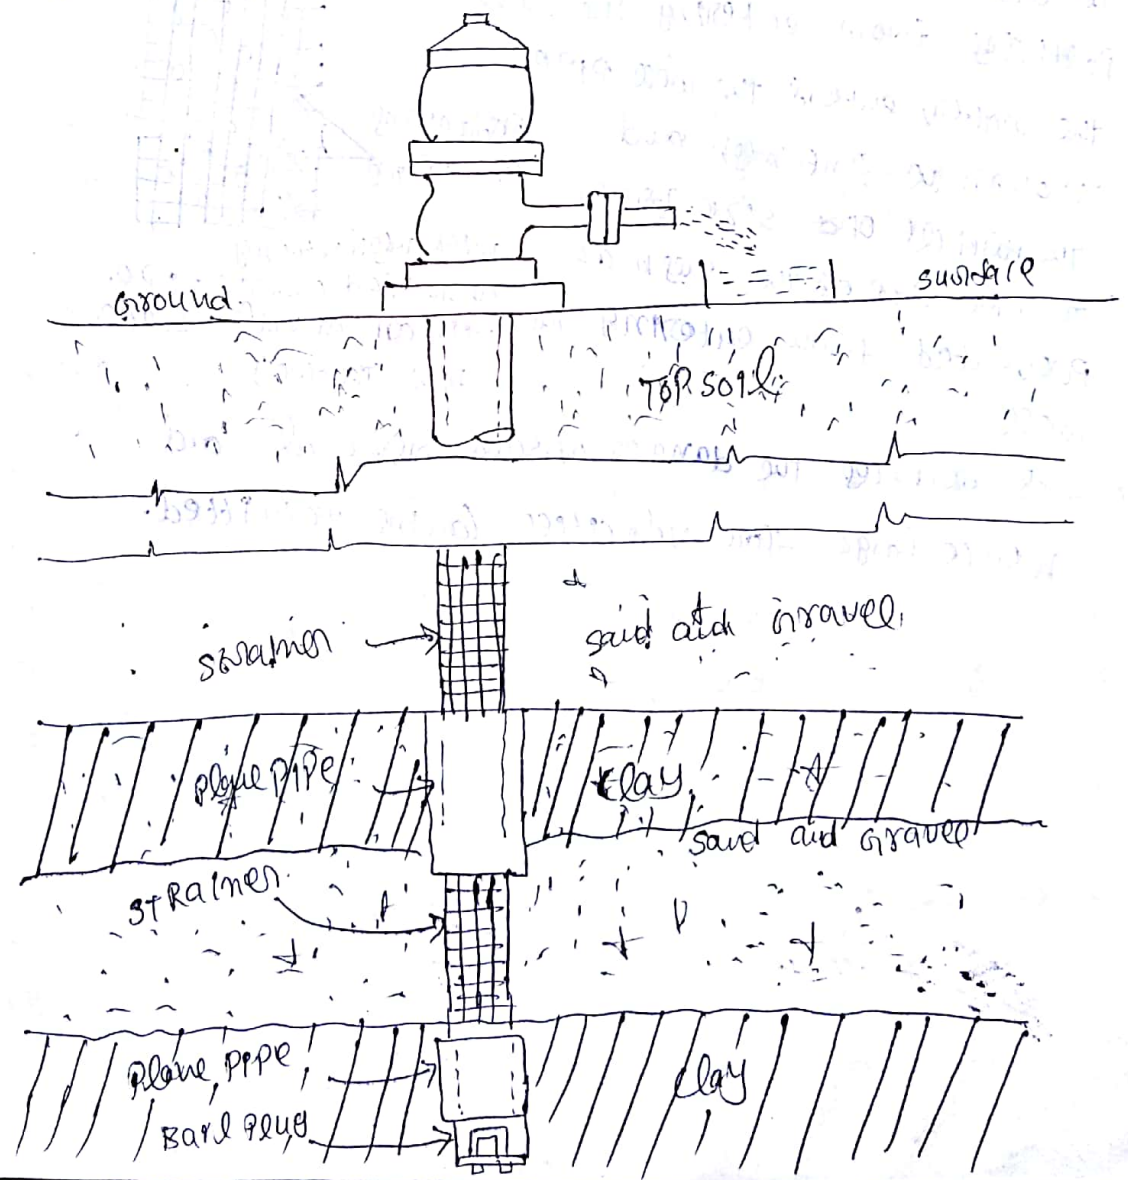 Ground
Surface
Top soil
Strainer
Said and Gravel.
Plane pipe
Clay
Sand and Gravel
Strainer
Plane pipe
Clay
Bail plug